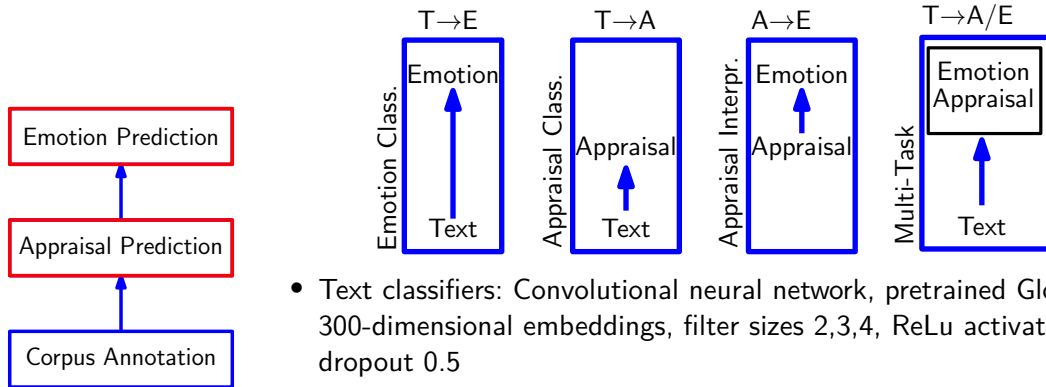 Emotion Prediction
Appraisal Prediction
Corpus Annotation
T→E
Emotion Class.
Emotion
Text
T→A
Appraisal Class.
Appraisal
Text
A→E
Appraisal Interpr.
Emotion
Appraisal
T→A/E
Multi-Task
Emotion
Appraisal
Text
• Text classifiers: Convolutional neural network, pretrained
300-dimensional embeddings, filter sizes 2,3,4, ReLu
dropout 0.5